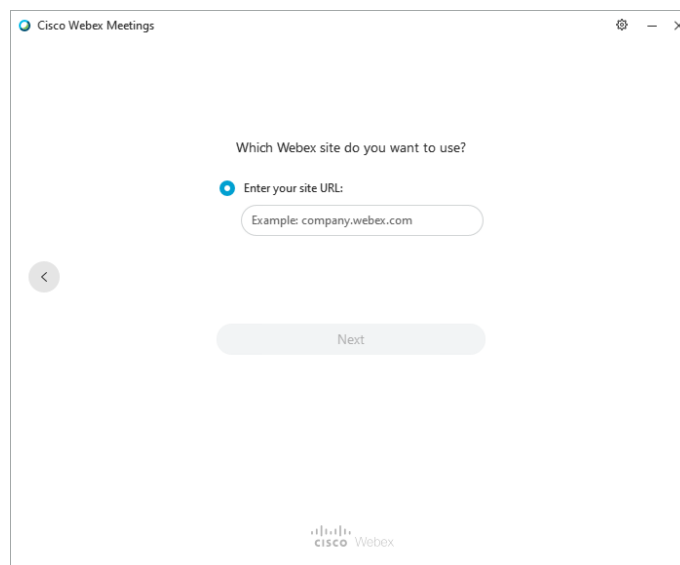 Cisco Webex Meetings
Which Webex site do you want to use?
Enter your site URL:
Example: company.webex.com
Next
CISCO Webex